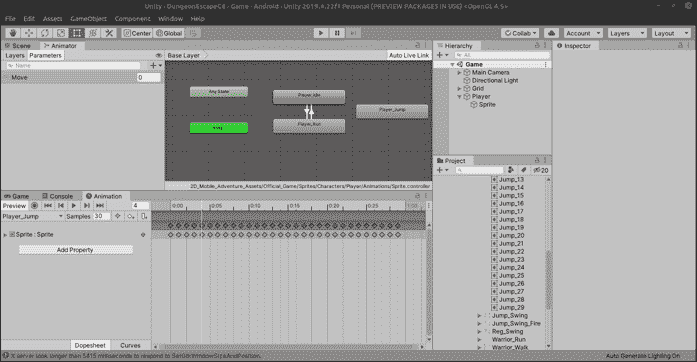 Unity - DungeonEscapeCE - Game - Android - Unity 2019.4.22f1 Personal [PREVIEW PACKAGES IN USE] <OpenGL 4.5>
File Edit Assets GameObject Component Window Help
Center Global Collab Account Layers Layout
Scene Animator
Layers Parameters Base Layer Auto Live Link
Name
Move 0
Any State
Player_Idle
Player_Jump
Entry
Player_Run
2D_Mobile_Adventure_Assets/Official_Game/Sprites/Characters/Player/Animations/Sprite.controller
Game Console Animation
Preview 4 0:00 0:05 0:10 0:15 0:20 0:25 1:00
Player_Jump Samples 30
Sprite : Sprite
Add Property
Dopesheet Curves
Hierarchy
All
Game
Main Camera
Directional Light
Grid
Player
Sprite
Project
20
Jump_13
Jump_14
Jump_15
Jump_16
Jump_17
Jump_18
Jump_19
Jump_20
Jump_21
Jump_22
Jump_23
Jump_24
Jump_25
Jump_26
Jump_27
Jump_28
Jump_29
Jump_Swing
Jump_Swing_Fire
Reg_Swing
Warrior_Run
Warrior_Walk
Inspector
X server took longer than 5015 milliseconds to respond to SetGtkWindowSizeAndPosition.
Auto Generate Lighting On